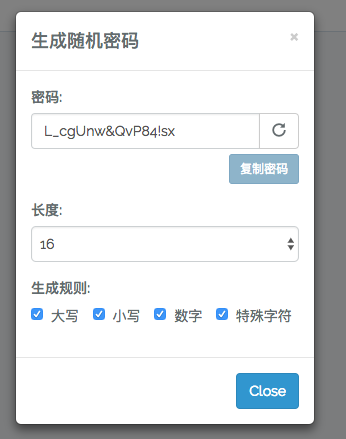 生成随机密码
×
密码:
L_cgUnw&QvP84!sx
复制密码
长度:
16
生成规则:
大写 小写 数字 特殊字符
Close